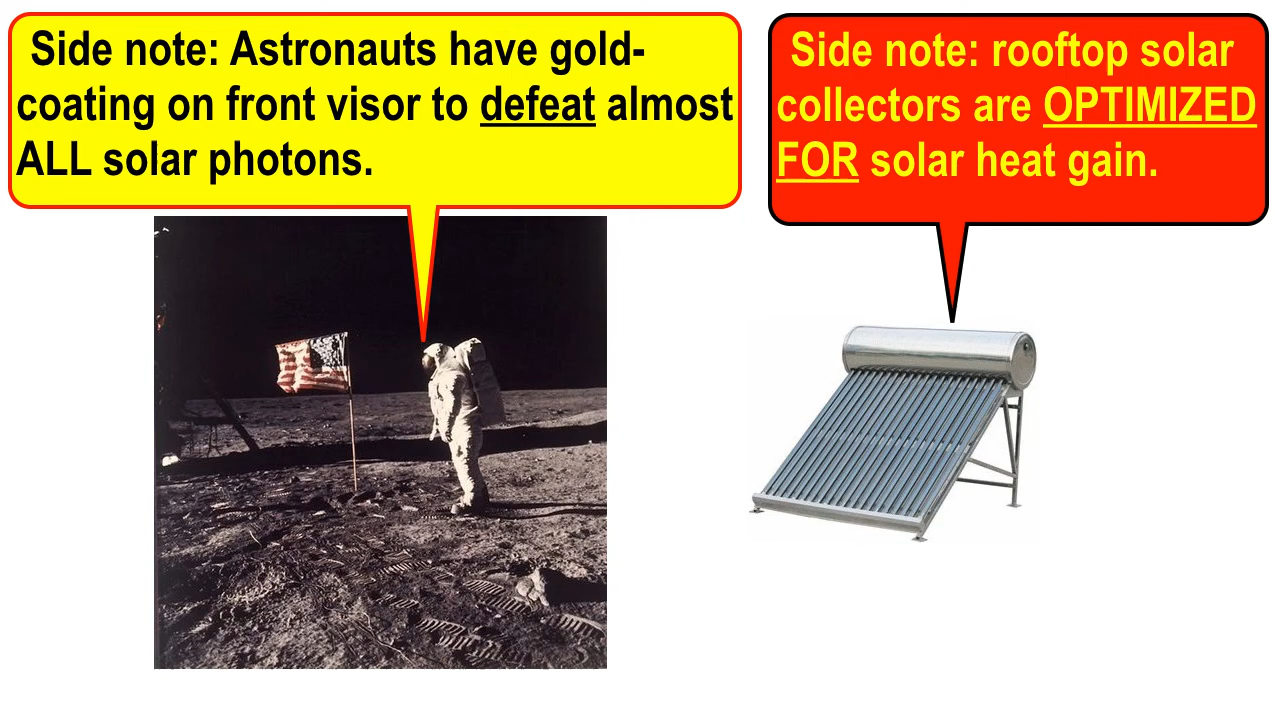 Side note: Astronauts have gold-
coating on front visor to defeat almost
ALL solar photons.
Side note: rooftop solar
collectors are OPTIMIZED
FOR solar heat gain.